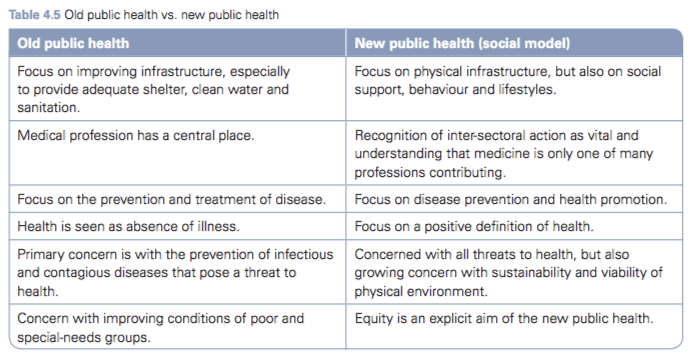 Table 4.5 Old public health vs. new public health
Old public health
New public health (social model)
Focus on improving infrastructure, especially
to provide adequate shelter, clean water and
sanitation.
Focus on physical infrastructure, but also on social
support, behaviour and lifestyles.
Medical profession has a central place.
Recognition of inter-sectoral action as vital and
understanding that medicine is only one of many
professions contributing.
Focus on the prevention and treatment of disease.
Focus on disease prevention and health promotion.
Health is seen as absence of illness.
Focus on a positive definition of health.
Primary concern is with the prevention of infectious
and contagious diseases that pose a threat to
health.
Concerned with all threats to health, but also
growing concern with sustainability and viability of
physical environment.
Concern with improving conditions of poor and
special-needs groups.
Equity is an explicit aim of the new public health.